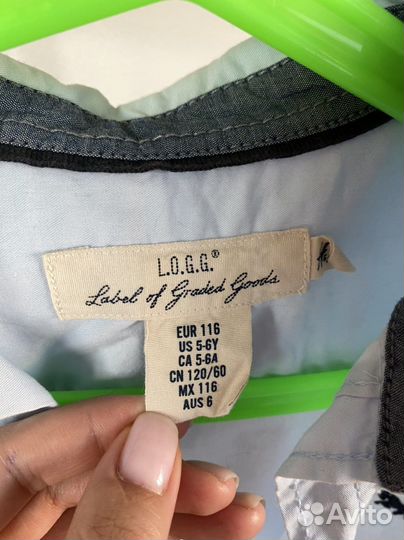 L.O.G.G.®
Label of Graded Goods
EUR 116
US 5-6Y
CA 5-6A
CN 120/60
MX 116
AUS 6
Avito